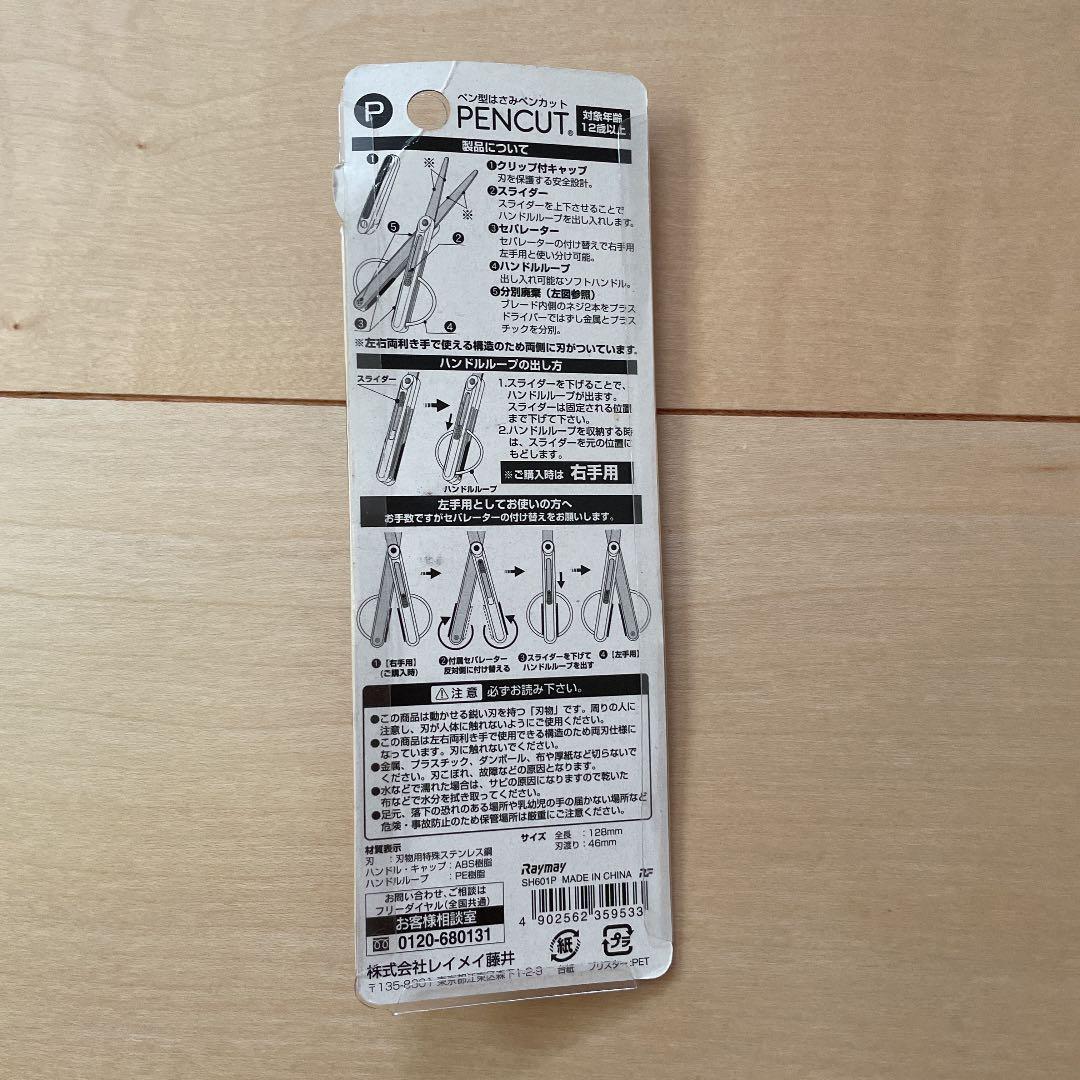 P
ペン型はさみペンカット
PENCUT®
対象年齢
12歳以上
製品について
❶ ※ ※ ❺ ❷ ❸ ❹
❶クリップ付キャップ
刃を保護する安全設計。
❷スライダー
スライダーを上下させることで
ハンドルループを出し入れします。
❸セパレーター
セパレーターの付け替えで右手用
左手用と使い分け可能。
❹ハンドルループ
出し入れ可能なソフトハンドル。
❺分別廃棄（左図参照）
ブレード内側のネジ2本をプラス
ドライバーではずし金属とプラス
チックを分別。
※左右両利き手で使える構造のため両側に刃がついています。
ハンドルループの出し方
スライダー
ハンドルループ
1.スライダーを下げることで、
ハンドルループが出ます。
スライダーは固定される位置
まで下げて下さい。
2.ハンドルループを収納する時
は、スライダーを元の位置に
もどします。
※ご購入時は 右手用
左手用としてお使いの方へ
お手数ですがセパレーターの付け替えをお願いします。
❶【右手用】
(ご購入時)
❷付属セパレーター
反対側に付け替える
❸スライダーを下げて
ハンドルループを出す
❹【左手用】
⚠注意 必ずお読み下さい。
●この商品は動かせる鋭い刃を持つ「刃物」です。周りの人に
注意し、刃が人体に触れないようにご使用ください。
●この商品は左右両利き手で使用できる構造のため両刃仕様に
なっています。刃に触れないでください。
●金属、プラスチック、ダンボール、布や厚紙など切らないで
ください。刃こぼれ、故障などの原因となります。
●水などで濡れた場合は、サビの原因になりますので乾いた
布などで水分を拭き取ってください。
●足元、落下の恐れのある場所や乳幼児の手の届かない場所など
危険・事故防止のため保管場所は厳重にご注意ください。
材質表示
刃 : 刃物用特殊ステンレス鋼
ハンドル・キャップ : ABS樹脂
ハンドルループ : PE樹脂
サイズ 全長 : 128mm
刃渡り : 46mm
お問い合わせ、ご相談は
フリーダイヤル(全国共通)
お客様相談室
0120-680131
Raymay
SH601P MADE IN CHINA
4 902562 359533
紙
台紙
プラ
ブリスター:PET
株式会社レイメイ藤井
〒135-8301 東京都江東区森下1-2-9